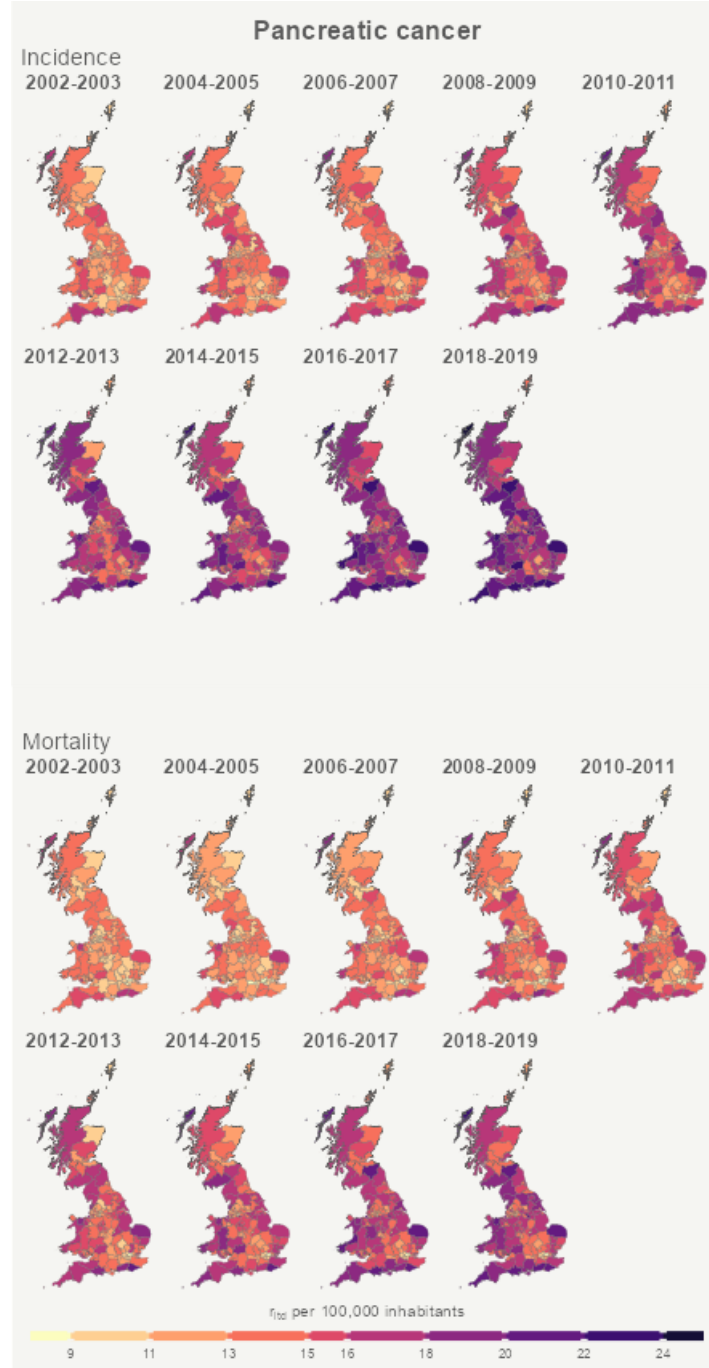 Pancreatic cancer
Incidence
2002-2003 2004-2005 2006-2007 2008-2009 2010-2011
2012-2013 2014-2015 2016-2017 2018-2019
Mortality
2002-2003 2004-2005 2006-2007 2008-2009 2010-2011
2012-2013 2014-2015 2016-2017 2018-2019
r_itd per 100,000 inhabitants
9 11 13 15 16 18 20 22 24